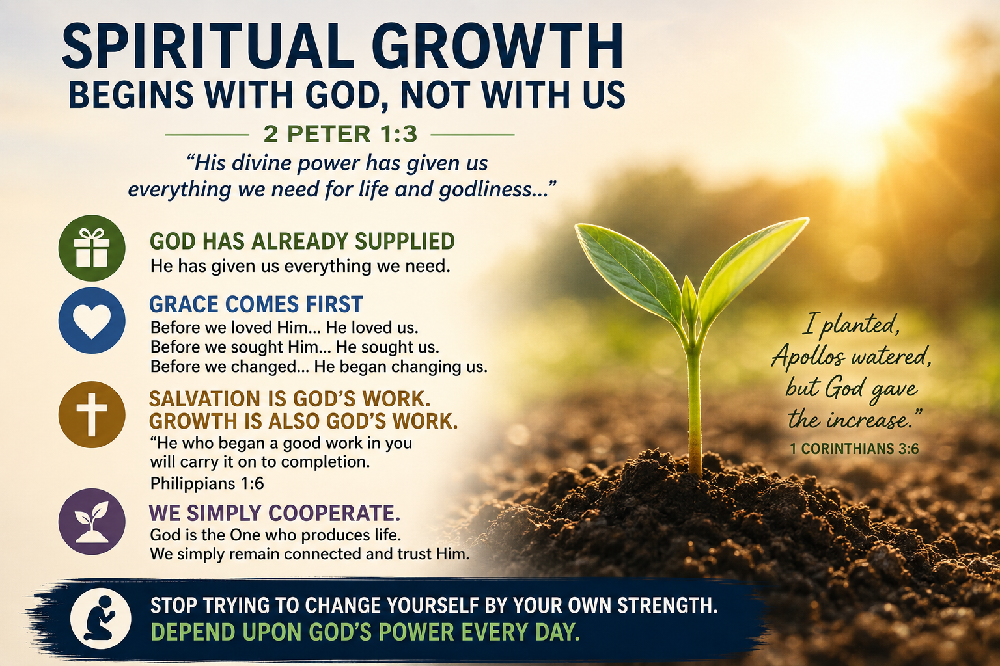 SPIRITUAL GROWTH
BEGINS WITH GOD, NOT WITH US
2 PETER 1:3
“His divine power has given us
everything we need for life and godliness...”
GOD HAS ALREADY SUPPLIED
He has given us everything we need.
GRACE COMES FIRST
Before we loved Him... He loved us.
Before we sought Him... He sought us.
Before we changed... He began changing us.
SALVATION IS GOD’S WORK.
GROWTH IS ALSO GOD’S WORK.
“He who began a good work in you
will carry it on to completion.
Philippians 1:6
WE SIMPLY COOPERATE.
God is the One who produces life.
We simply remain connected and trust Him.
I planted,
Apollos watered,
but God gave
the increase.”
1 CORINTHIANS 3:6
STOP TRYING TO CHANGE YOURSELF BY YOUR OWN STRENGTH.
DEPEND UPON GOD’S POWER EVERY DAY.